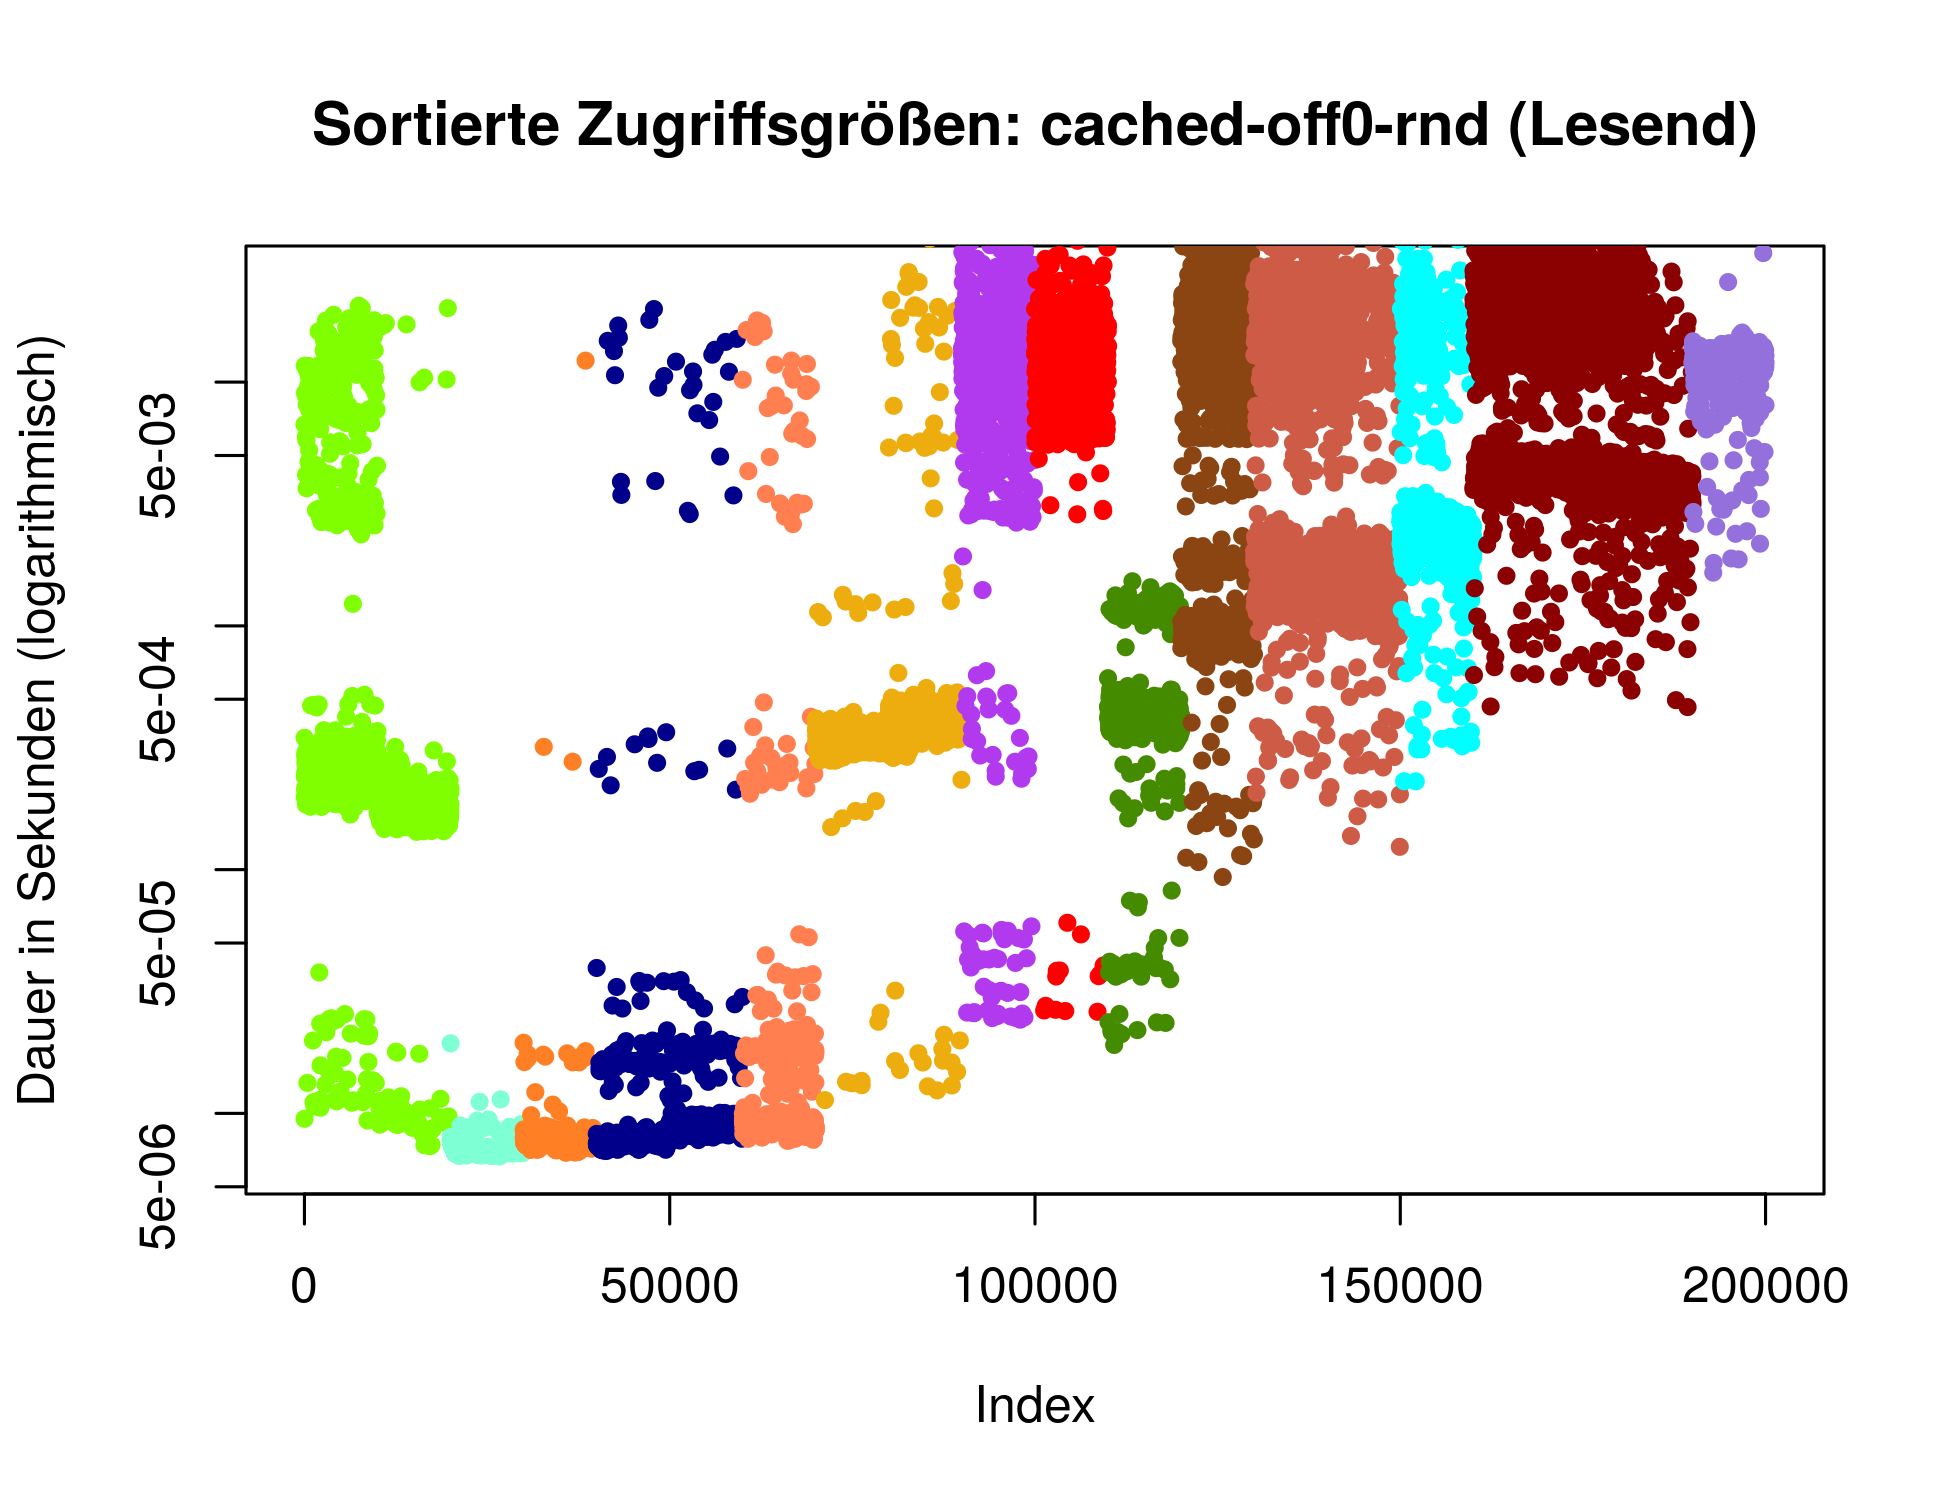 Sortierte Zugriffsgrößen: cached-off0-rnd (Lesend)
Dauer in Sekunden (logarithmisch)
5e-03
5e-04
5e-05
5e-06
0 50000 100000 150000 200000
Index